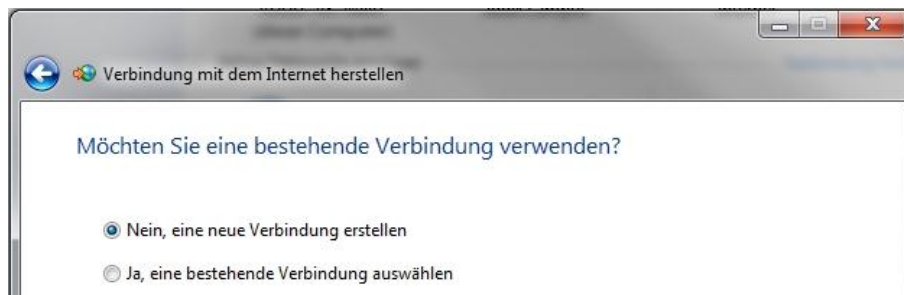 Verbindung mit dem Internet herstellen
Möchten Sie eine bestehende Verbindung verwenden?
Nein, eine neue Verbindung erstellen
Ja, eine bestehende Verbindung auswählen